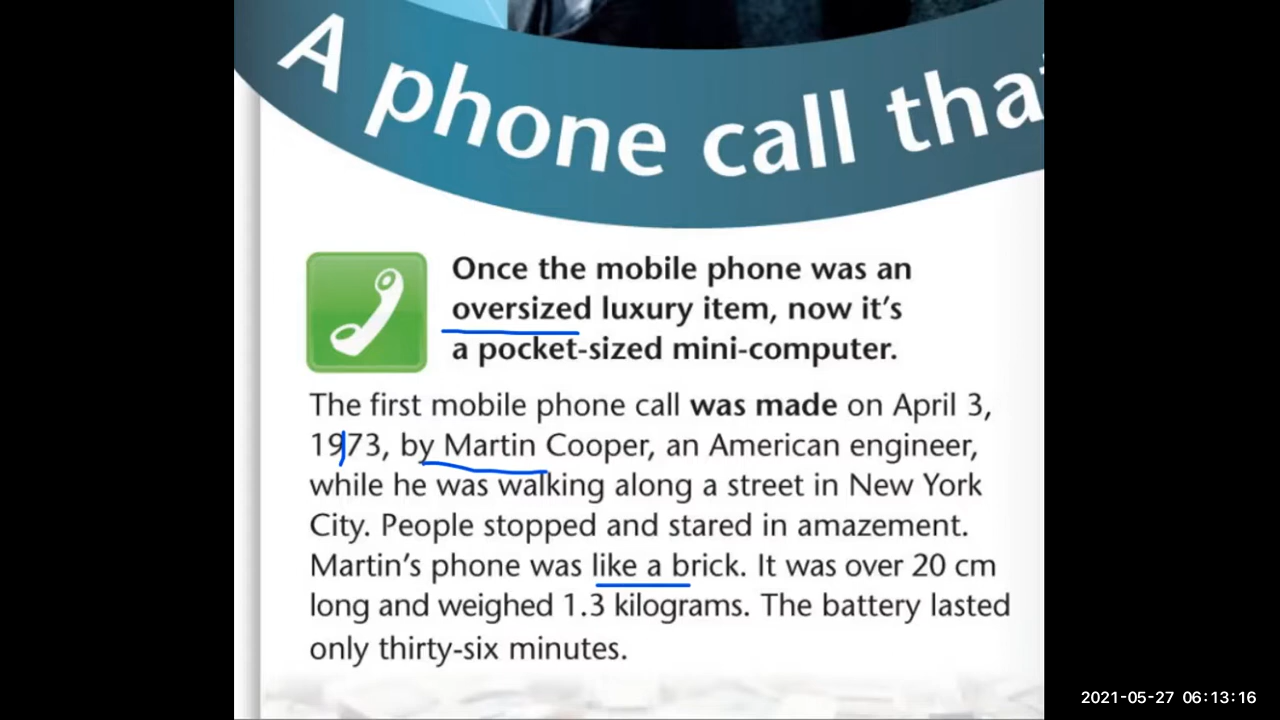 A phone call tha
Once the mobile phone was an
oversized luxury item, now it's
a pocket-sized mini-computer.
The first mobile phone call was made on April 3,
1973, by Martin Cooper, an American engineer,
while he was walking along a street in New York
City. People stopped and stared in amazement.
Martin's phone was like a brick. It was over 20 cm
long and weighed 1.3 kilograms. The battery lasted
only thirty-six minutes.
2021-05-27 06:13:16